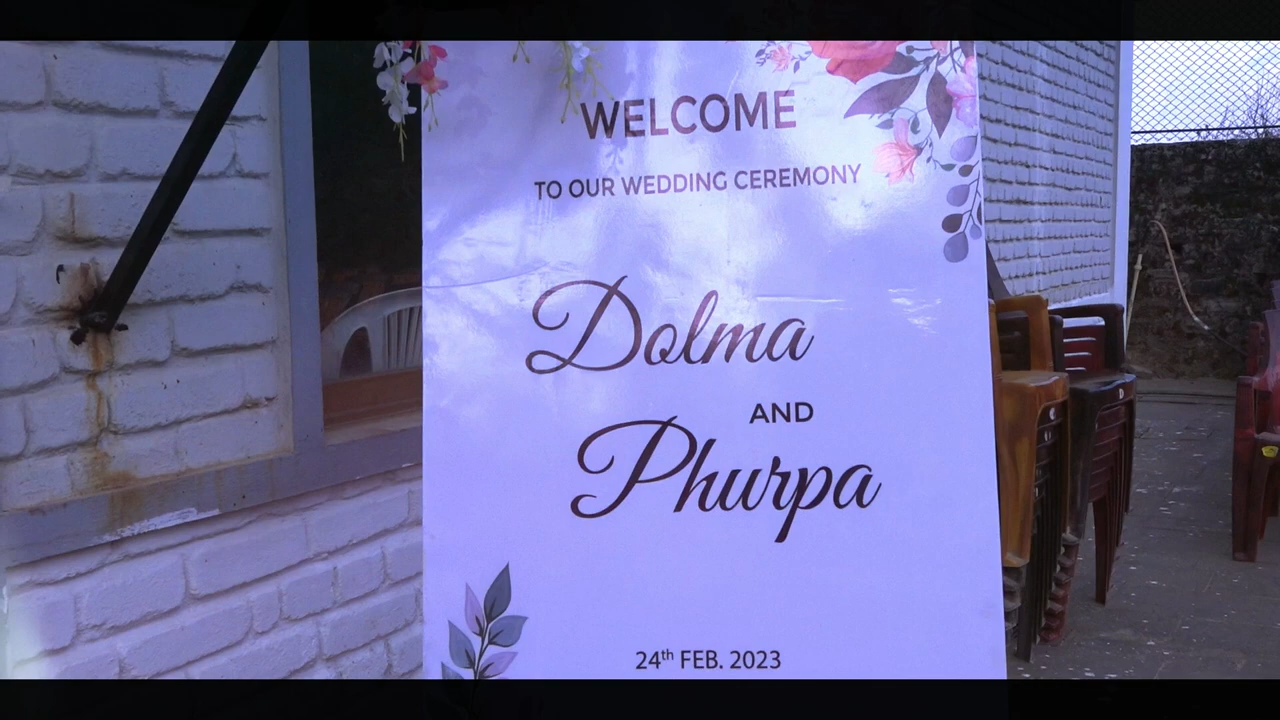 WELCOME
TO OUR WEDDING CEREMONY
Dolma
AND
Phurpa
24th FEB. 2023